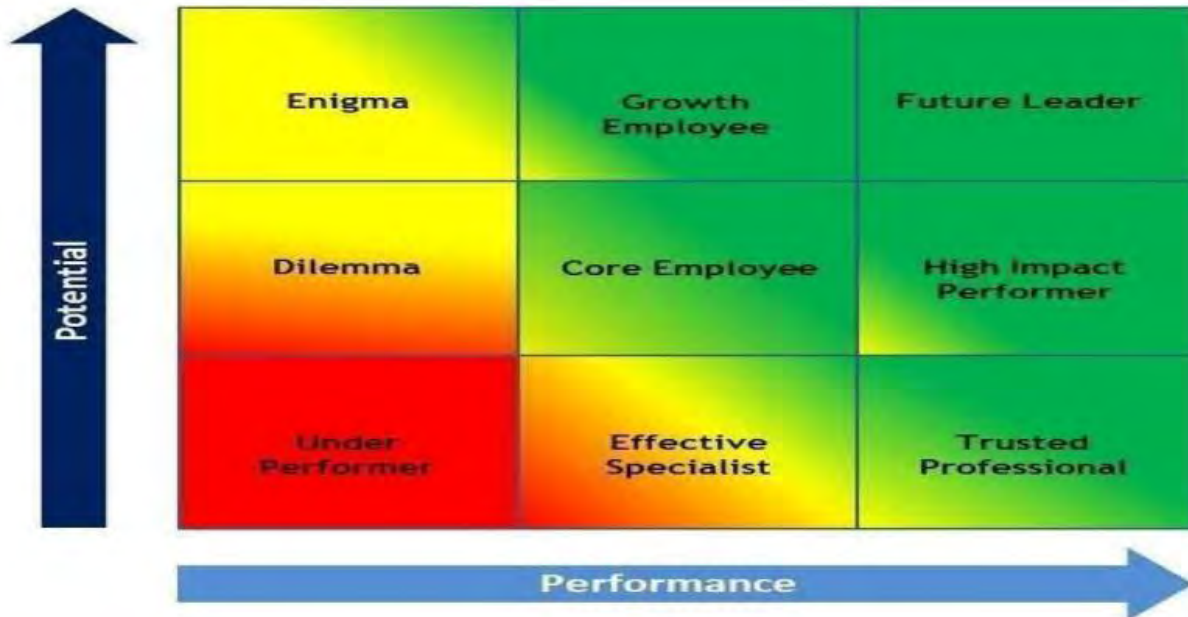 Enigma
Growth
Employee
Future Leader
Dilemma
Core Employee
High Impact
Performer
Under
Performer
Effective
Specialist
Trusted
Professional
Potential
Performance